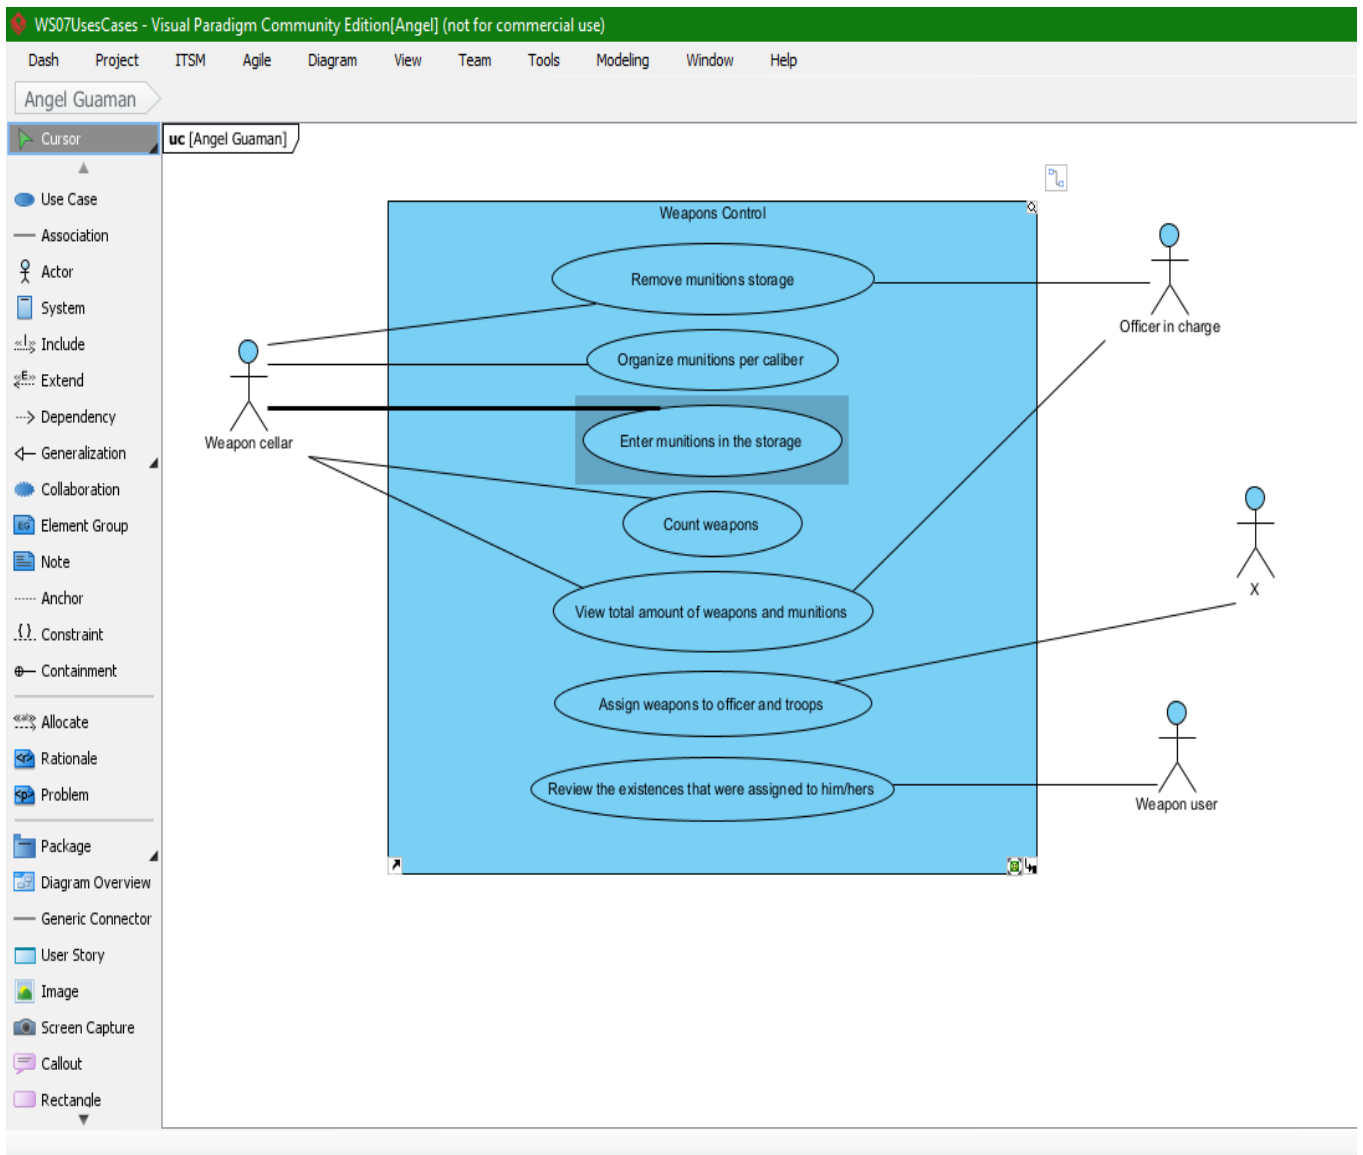 WS07UsesCases - Visual Paradigm Community Edition[Angel] (not for commercial use)
Dash Project ITSM Agile Diagram View Team Tools Modeling Window Help
Angel Guaman
Cursor
uc [Angel Guaman]
Use Case
Association
Actor
System
«I» Include
«E» Extend
Dependency
Generalization
Collaboration
EG Element Group
Note
Anchor
{} Constraint
Containment
Allocate
<r> Rationale
<p> Problem
Package
Diagram Overview
Generic Connector
User Story
Image
Screen Capture
Callout
Rectangle
Weapons Control
Remove munitions storage
Organize munitions per caliber
Enter munitions in the storage
Count weapons
View total amount of weapons and munitions
Assign weapons to officer and troops
Review the existences that were assigned to him/hers
Weapon cellar
Officer in charge
X
Weapon user